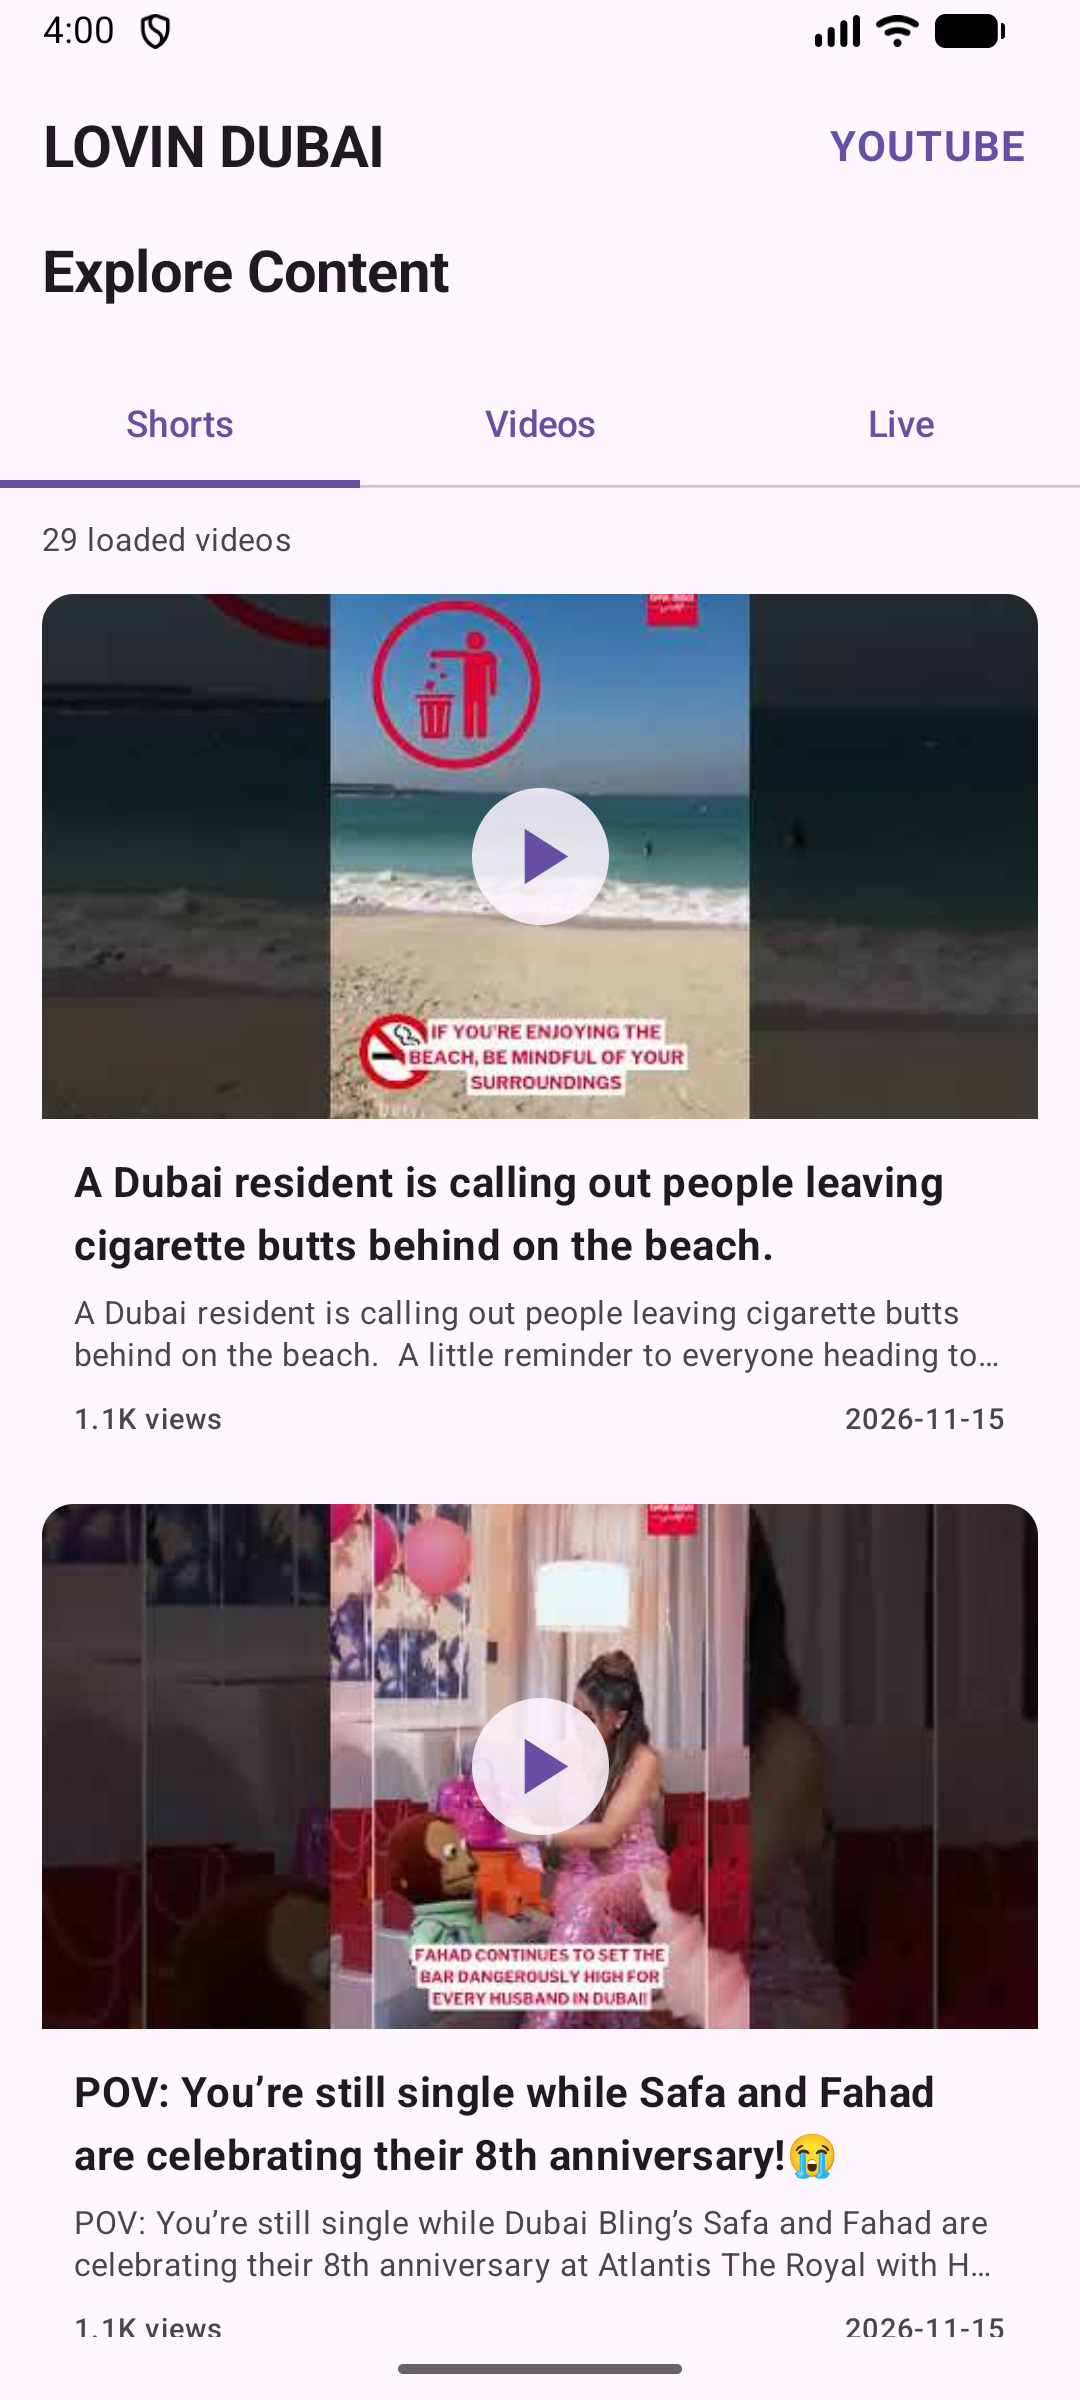 4:00
LOVIN DUBAI
YOUTUBE
Explore Content
Shorts
Videos
Live
29 loaded videos
IF YOU'RE ENJOYING THE
BEACH, BE MINDFUL OF YOUR
SURROUNDINGS
A Dubai resident is calling out people leaving
cigarette butts behind on the beach.
A Dubai resident is calling out people leaving cigarette butts
behind on the beach.  A little reminder to everyone heading to…
1.1K views
2026-11-15
FAHAD CONTINUES TO SET THE
BAR DANGEROUSLY HIGH FOR
EVERY HUSBAND IN DUBAI!
POV: You’re still single while Safa and Fahad
are celebrating their 8th anniversary!😭
POV: You’re still single while Dubai Bling’s Safa and Fahad are
celebrating their 8th anniversary at Atlantis The Royal with H…
1.1K views
2026-11-15